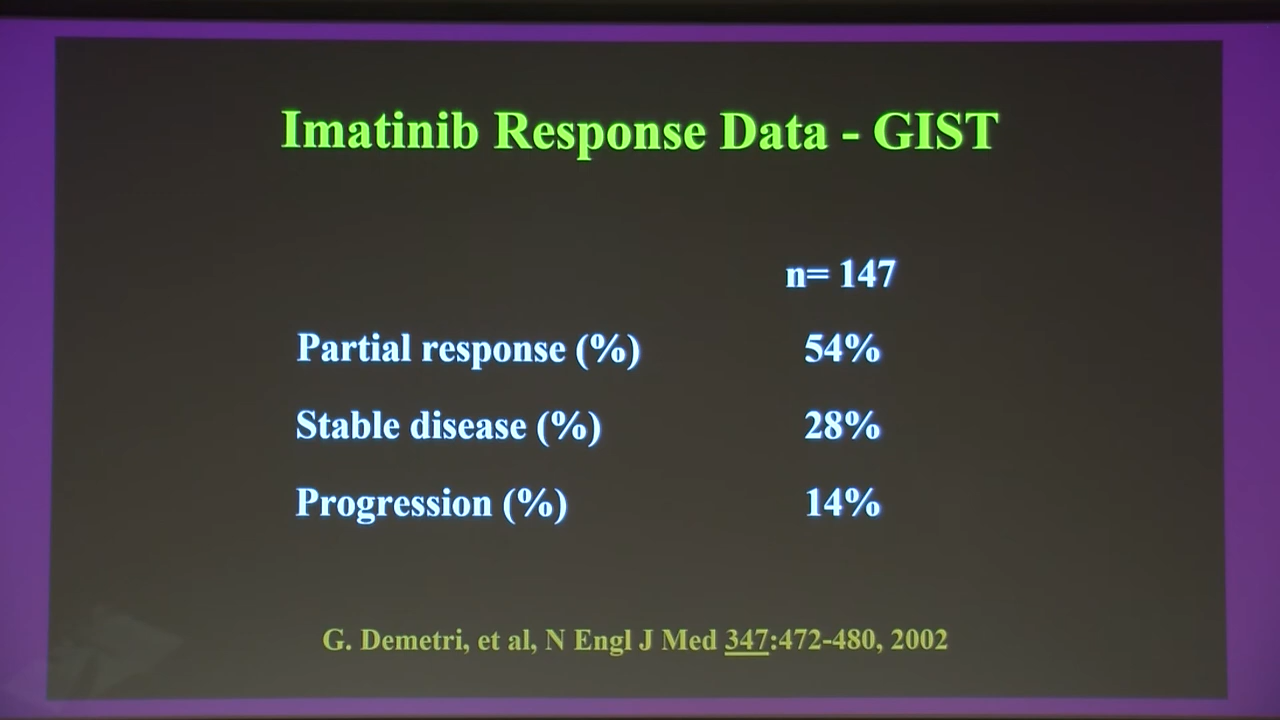 Imatinib Response Data - GIST
n= 147
Partial response (%) 54%
Stable disease (%) 28%
Progression (%) 14%
G. Demetri, et al, N Engl J Med 347:472-480, 2002